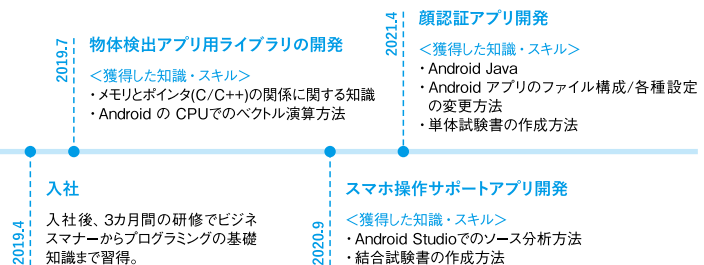 2019.7
物体検出アプリ用ライブラリの開発
＜獲得した知識・スキル＞
・メモリとポインタ(C/C++)の関係に関する知識
・Android の CPUでのベクトル演算方法
2021.4
顔認証アプリ開発
＜獲得した知識・スキル＞
・Android Java
・Android アプリのファイル構成/各種設定
の変更方法
・単体試験書の作成方法
2019.4
入社
入社後、3カ月間の研修でビジネ
スマナーからプログラミングの基礎
知識まで習得。
2020.9
スマホ操作サポートアプリ開発
＜獲得した知識・スキル＞
・Android Studioでのソース分析方法
・結合試験書の作成方法